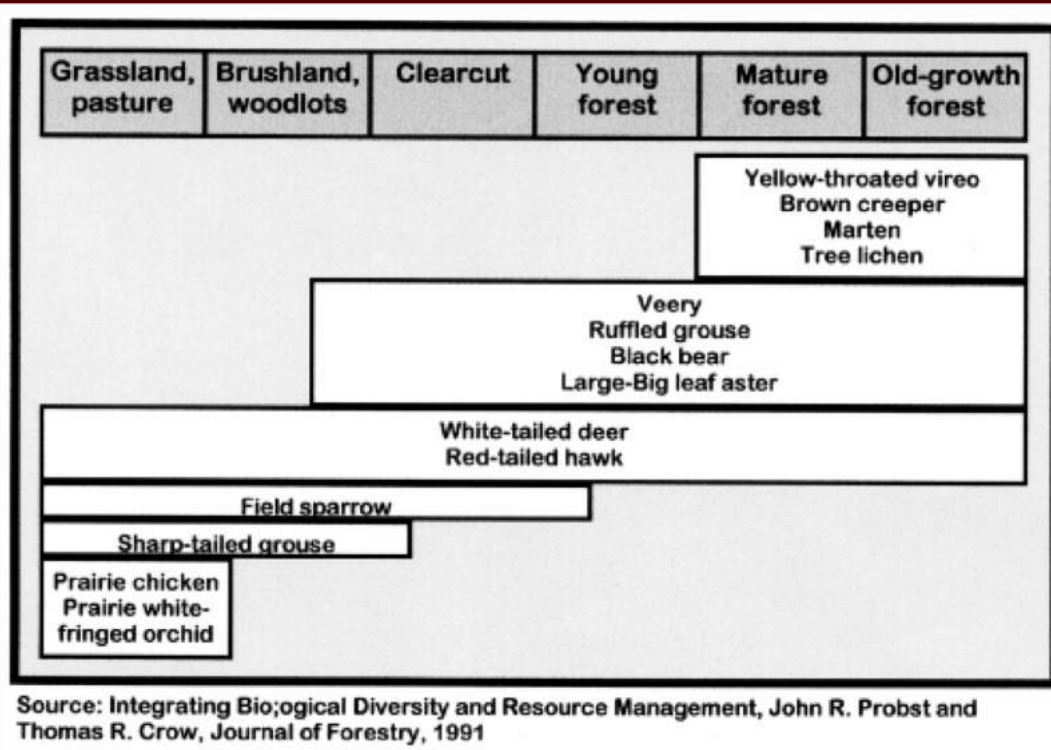 Grassland,
pasture
Brushland,
woodlots
Clearcut
Young
forest
Mature
forest
Old-growth
forest
Yellow-throated vireo
Brown creeper
Marten
Tree lichen
Veery
Ruffled grouse
Black bear
Large-Big leaf aster
White-tailed deer
Red-tailed hawk
Field sparrow
Sharp-tailed grouse
Prairie chicken
Prairie white-
fringed orchid
Source: Integrating Bio;ogical Diversity and Resource Management, John R. Probst and
Thomas R. Crow, Journal of Forestry, 1991